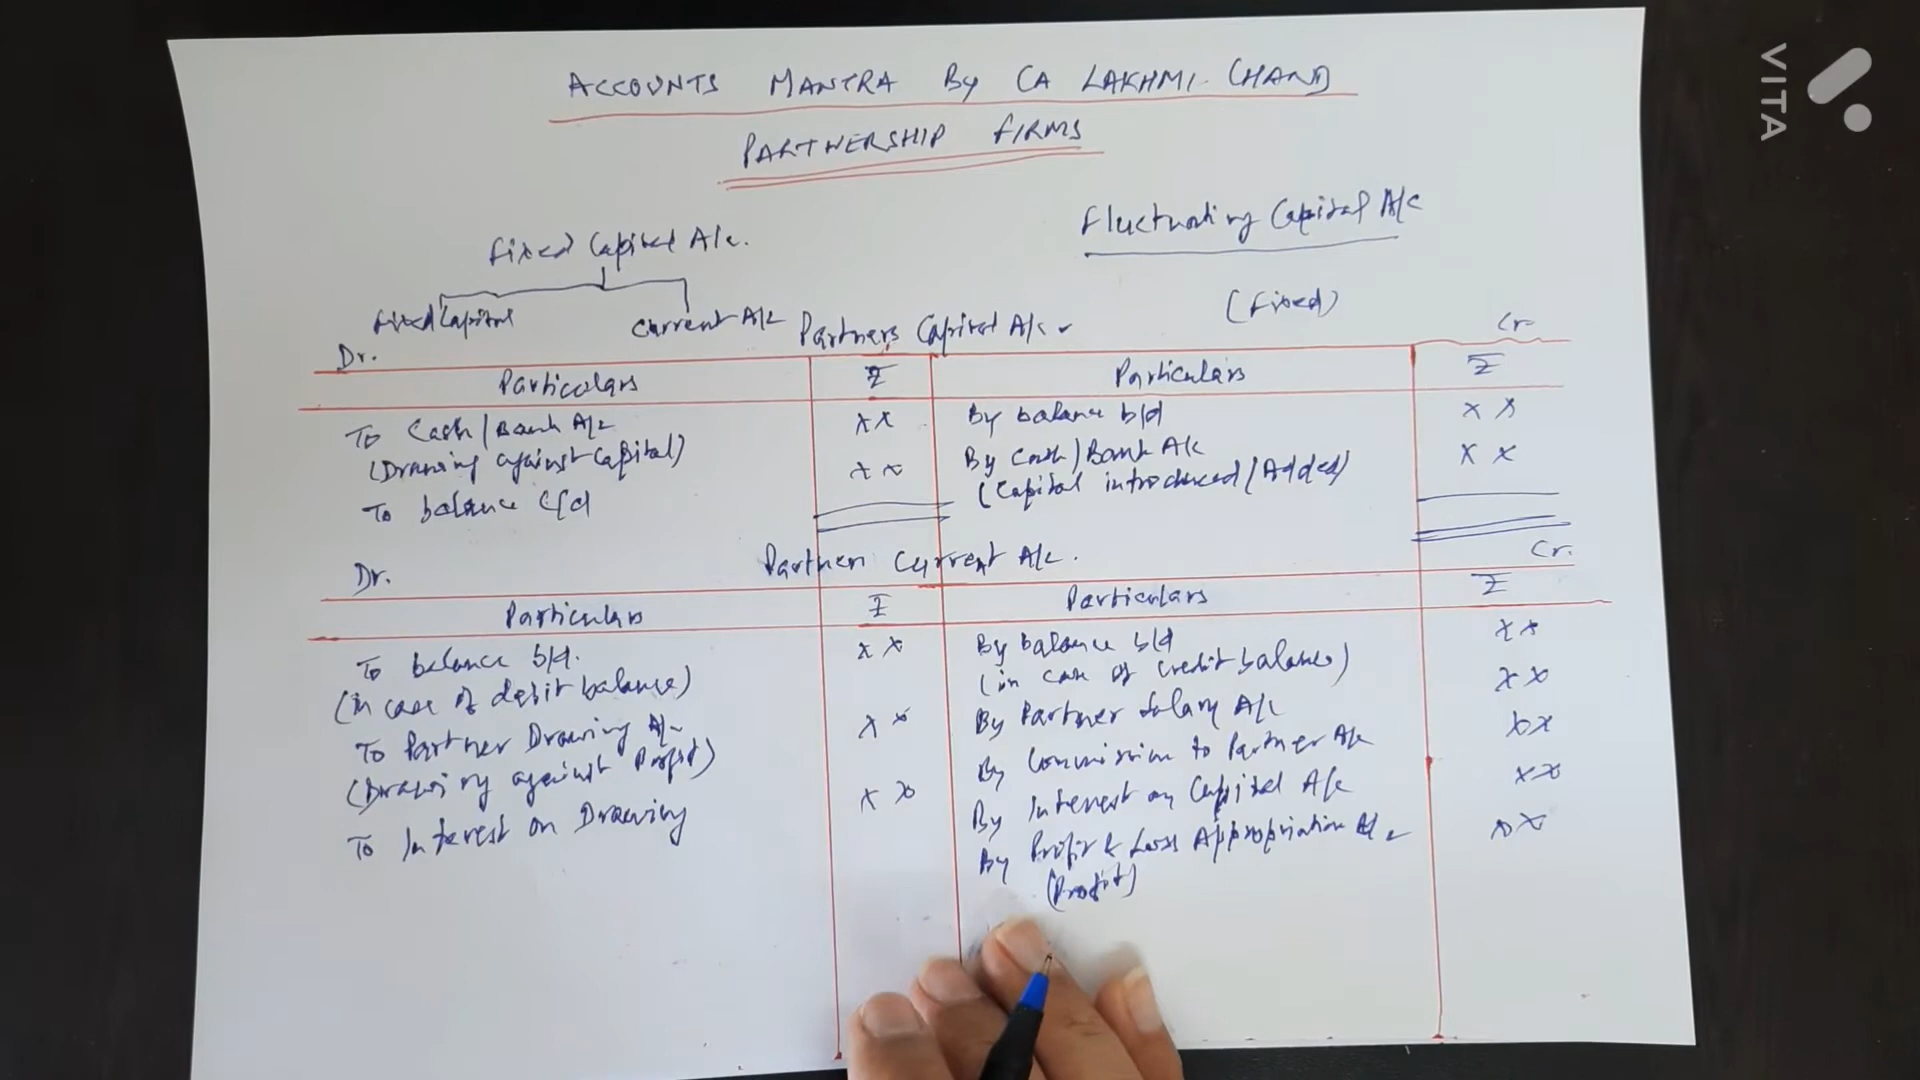 ACCOUNTS MANTRA By CA LAKHMI CHAND
PARTNERSHIP FIRMS
Fixed Capital A/c.
Fluctuating Capital A/c
Fixed Capital
Current A/c
Partners Capital A/c
(Fixed)
Dr.
Cr.
Particulars ₹ Particulars ₹
To Cash/Bank A/c xx By balance b/d xx
(Drawing against Capital) xx By Cash/Bank A/c xx
To balance c/d (Capital introduced/Added)
Dr. Partners Current A/c. Cr.
Particulars ₹ Particulars ₹
To balance b/d. xx By balance b/d xx
(in case of debit balance) (in case of credit balance) xx
To Partner Drawing A/c xx By Partner Salary A/c xx
(Drawing against Profit) By Commission to Partner A/c xx
To Interest on Drawing xx By Interest on Capital A/c xx
By Profit & Loss Appropriation A/c
(Profit)
VITA